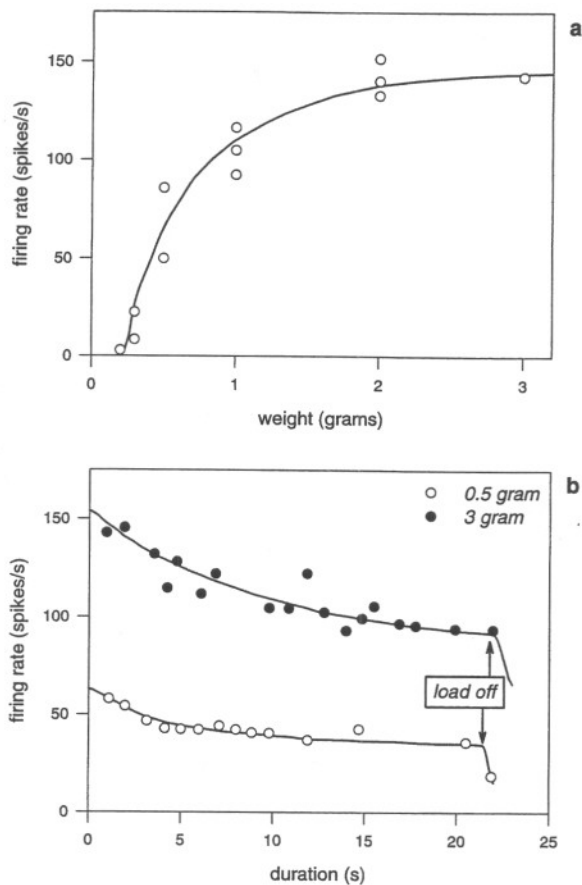 a
150
100
50
0
firing rate (spikes/s)
0 1 2 3
weight (grams)
b
0.5 gram
3 gram
150
100
50
0
firing rate (spikes/s)
load off
0 5 10 15 20 25
duration (s)